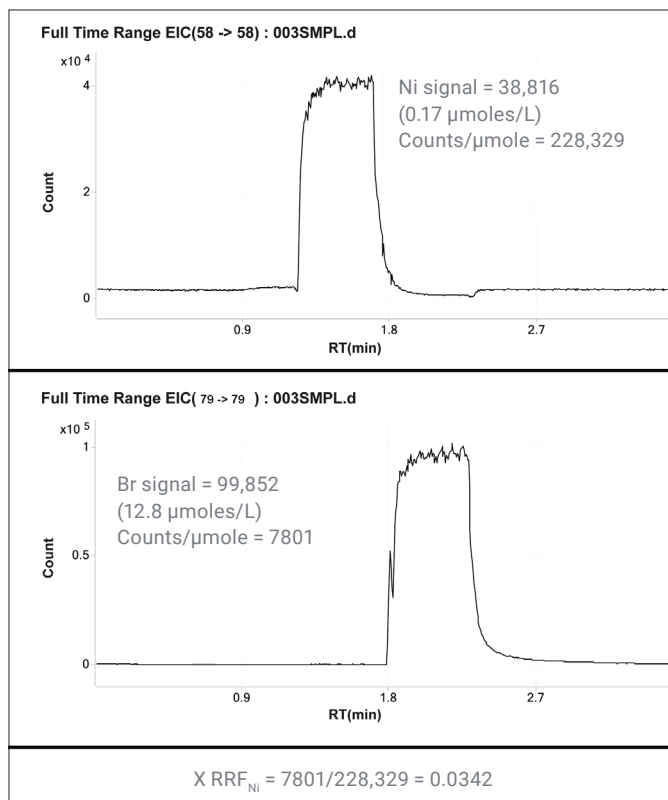 Full Time Range EIC(58 -> 58) : 003SMPL.d
x10 4
Ni signal = 38,816
(0.17 µmoles/L)
Counts/µmole = 228,329
4
2
0
Count
0.9
1.8
2.7
RT(min)
Full Time Range EIC( 79 -> 79 ) : 003SMPL.d
x10 5
Br signal = 99,852
(12.8 µmoles/L)
Counts/µmole = 7801
1
0.5
0
Count
0.9
1.8
2.7
RT(min)
X RRFNi = 7801/228,329 = 0.0342